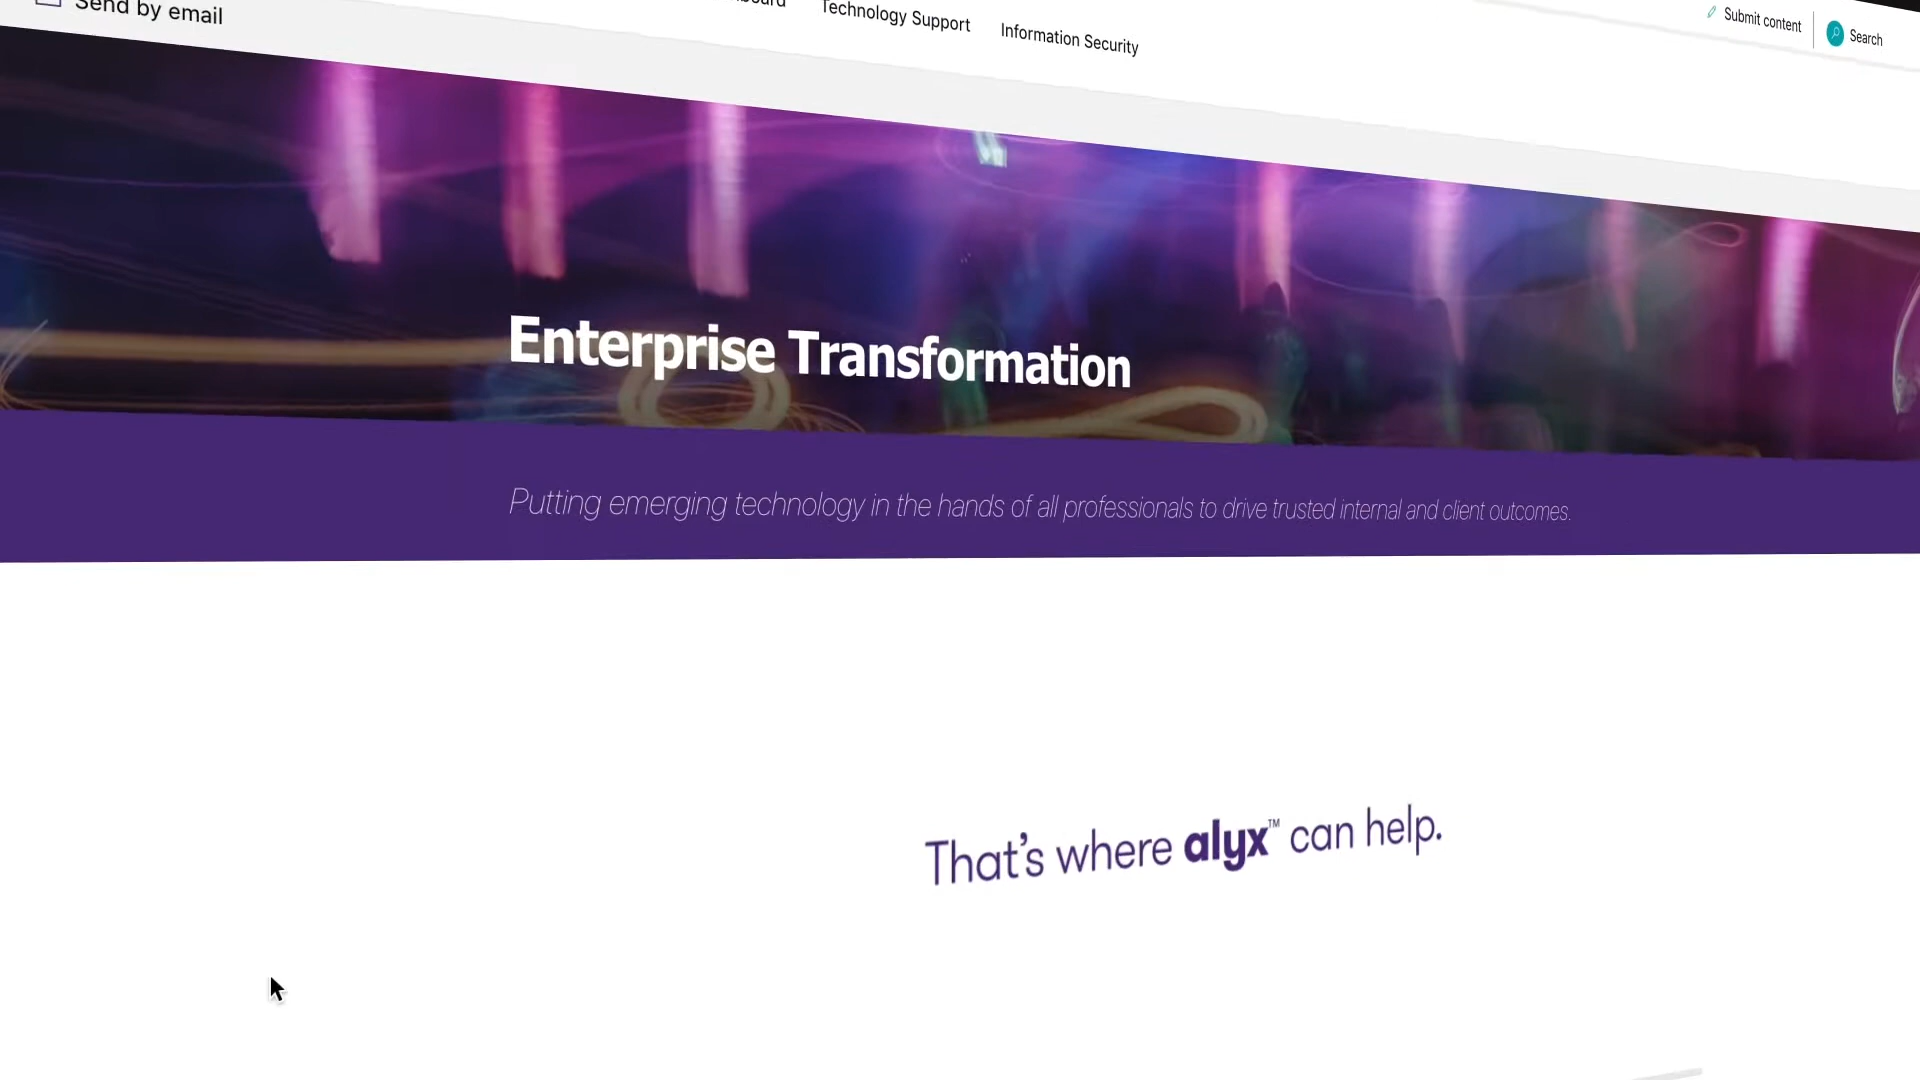 Send by email
Technology Support
Information Security
Submit content
Search
Enterprise Transformation
Putting emerging technology in the hands of all professionals to drive trusted internal and client outcomes.
That's where alyx™ can help.